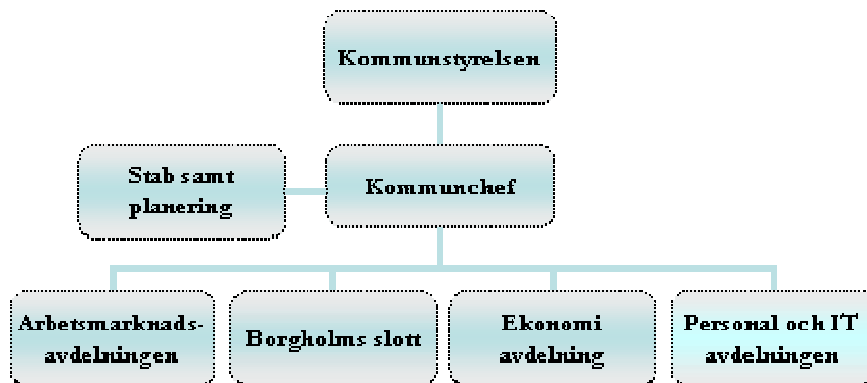 Kommunstyrelsen
Stab samt
planering
Kommunchef
Arbetsmarknads-
avdelningen
Borgholms slott
Ekonomi
avdelning
Personal och IT
avdelningen